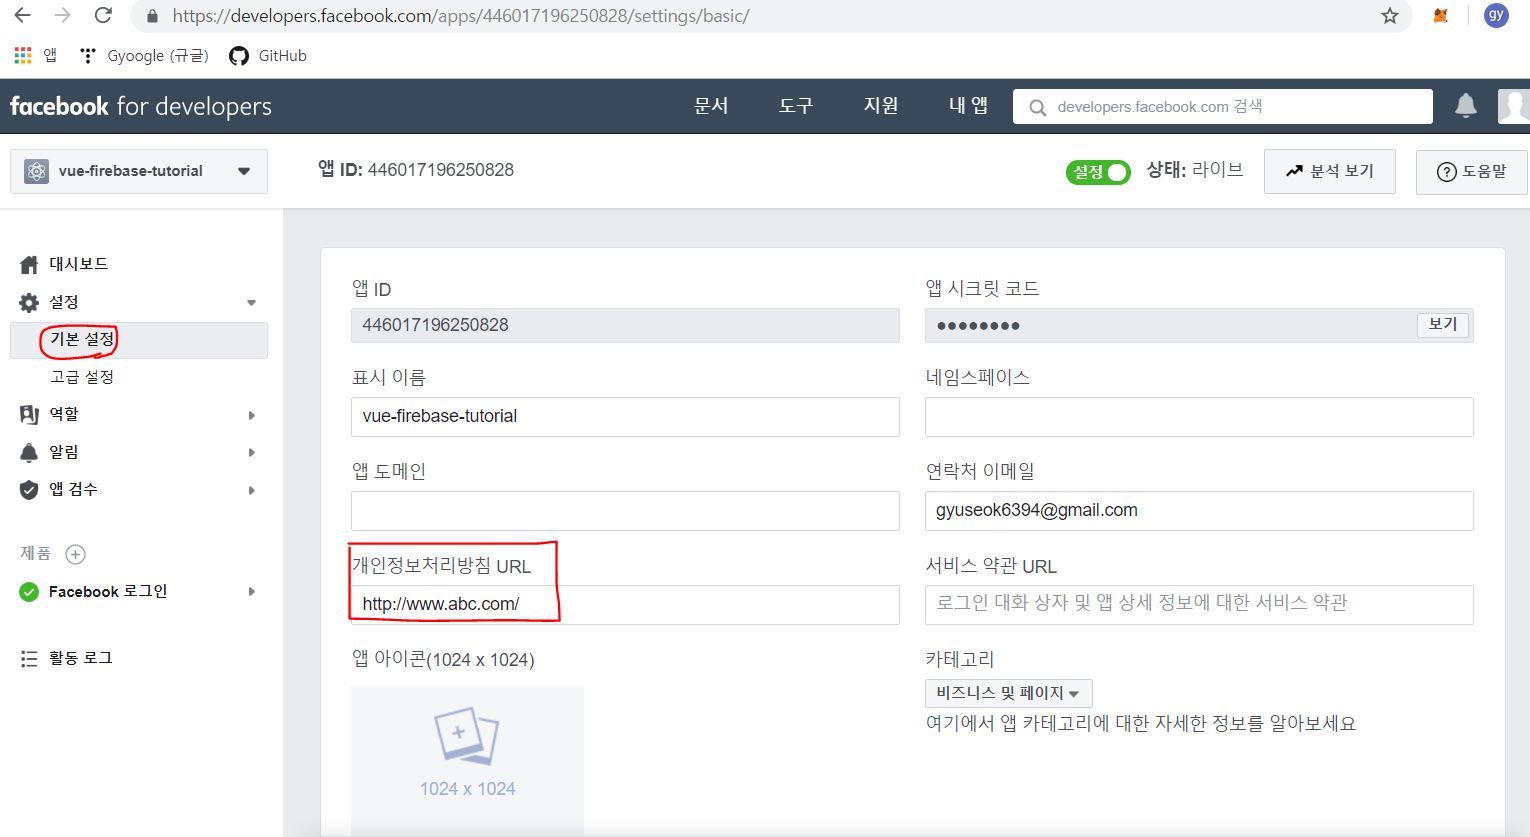 https://developers.facebook.com/apps/446017196250828/settings/basic/
gy
앱 Gyoogle (규글) GitHub
facebook for developers 문서 도구 지원 내 앱 developers.facebook.com 검색
vue-firebase-tutorial 앱 ID: 446017196250828 설정 상태: 라이브 분석 보기 도움말
대시보드
설정
기본 설정
고급 설정
역할
알림
앱 검수
제품
Facebook 로그인
활동 로그
앱 ID
446017196250828
앱 시크릿 코드
●●●●●●●● 보기
표시 이름
vue-firebase-tutorial
네임스페이스
앱 도메인
연락처 이메일
gyuseok6394@gmail.com
개인정보처리방침 URL
http://www.abc.com/
서비스 약관 URL
로그인 대화 상자 및 앱 상세 정보에 대한 서비스 약관
앱 아이콘(1024 x 1024)
1024 x 1024
카테고리
비즈니스 및 페이지
여기에서 앱 카테고리에 대한 자세한 정보를 알아보세요